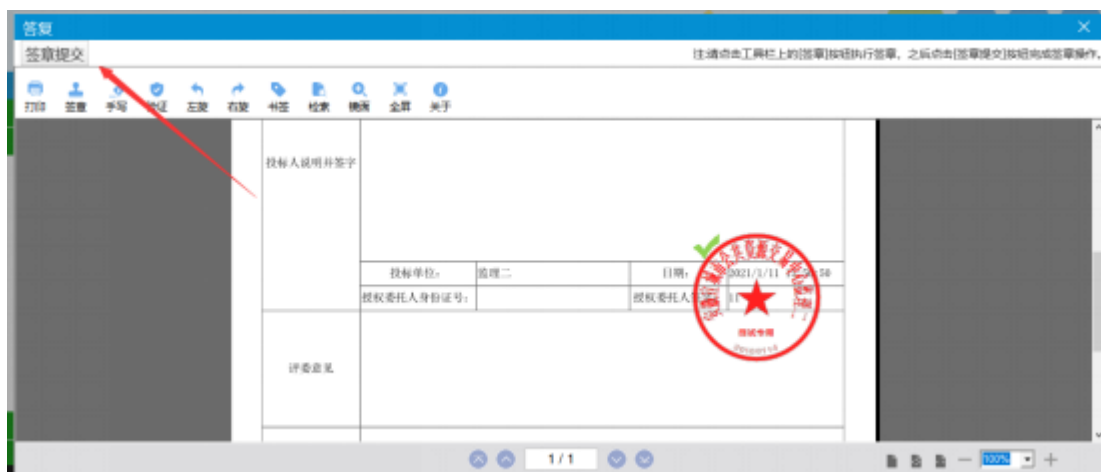 答复
签章提交
注:请点击工具栏上的[签章]按钮执行签章，之后点击[签章提交]按钮完成签章操作。
打印 签章 手写 验证 左旋 右旋 书签 检索 全屏 关于
投标人说明并签字
投标单位： 监理二 日期： 2021/1/11
授权委托人身份证号： 授权委托人
评委意见
测试专用
1 / 1
100%